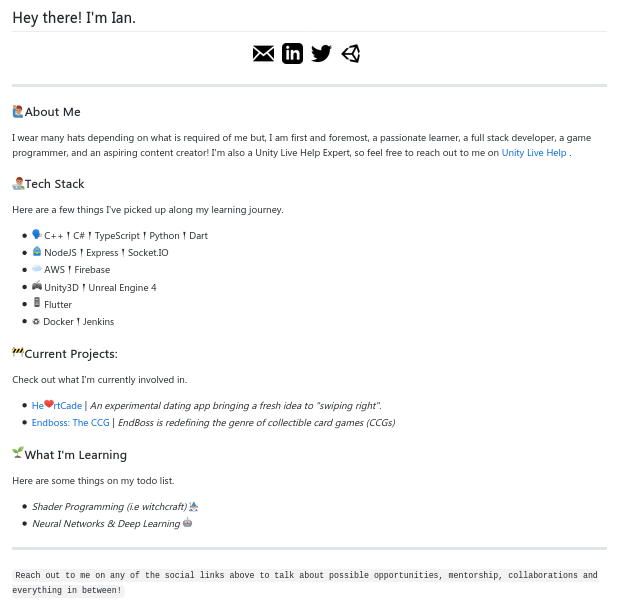 Hey there! I'm Ian.
About Me
I wear many hats depending on what is required of me but, I am first and foremost, a passionate learner, a full stack developer, a game
programmer, and an aspiring content creator! I'm also a Unity Live Help Expert, so feel free to reach out to me on Unity Live Help .
Tech Stack
Here are a few things I've picked up along my learning journey.
• 🗣️ C++ ╿ C# ╿ TypeScript ╿ Python ╿ Dart
• NodeJS ╿ Express ╿ Socket.IO
• ☁️ AWS ╿ Firebase
• 🎮 Unity3D ╿ Unreal Engine 4
• Flutter
• Docker ╿ Jenkins
🚧Current Projects:
Check out what I'm currently involved in.
• He❤️rtCade | An experimental dating app bringing a fresh idea to "swiping right".
• Endboss: The CCG | EndBoss is redefining the genre of collectible card games (CCGs)
🌱What I'm Learning
Here are some things on my todo list.
• Shader Programming (i.e witchcraft)
• Neural Networks & Deep Learning 🤖
Reach out to me on any of the social links above to talk about possible opportunities, mentorship, collaborations and
everything in between!